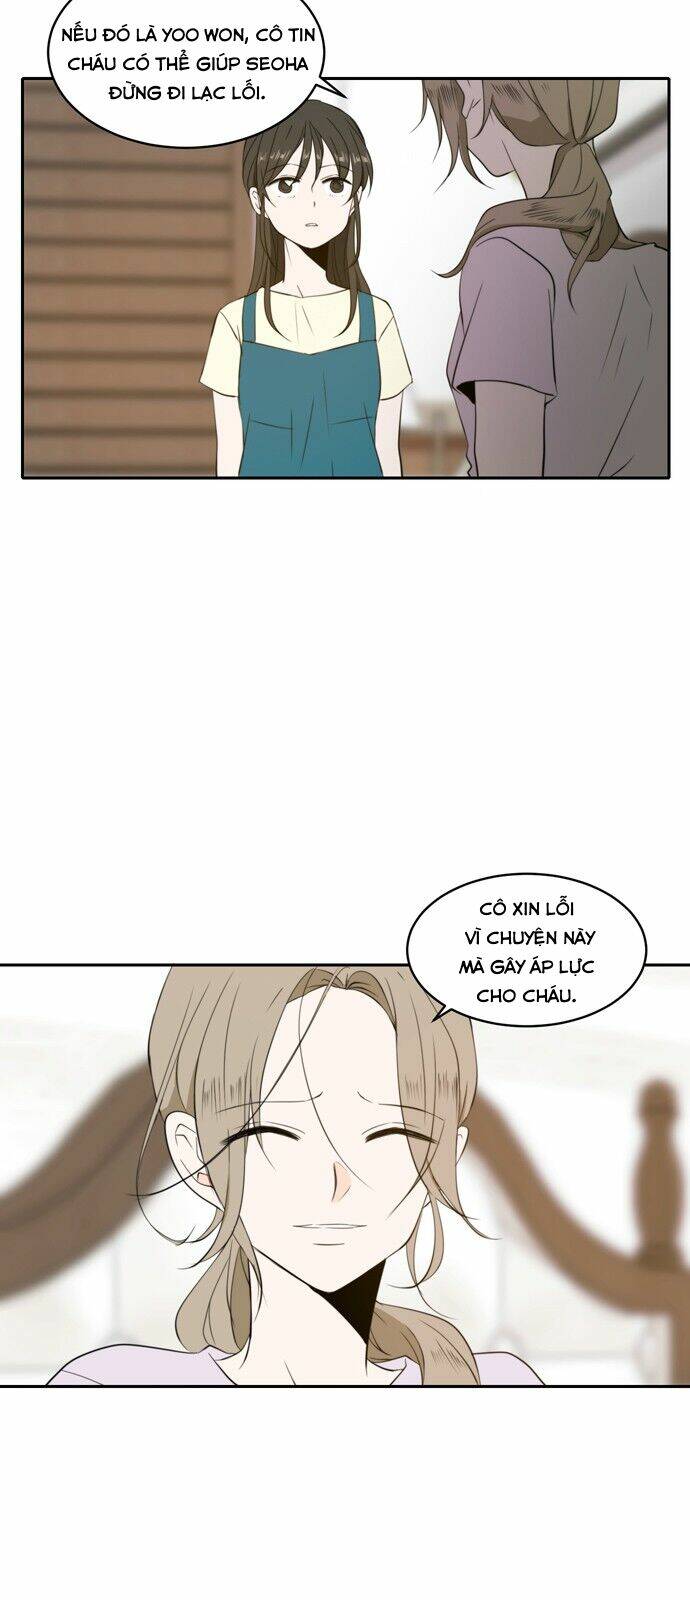 NẾU ĐÓ LÀ YOO WON, CÔ TIN
CHÁU CÓ THỂ GIÚP SEOHA
ĐỪNG ĐI LẠC LỐI.
CÔ XIN LỖI
VÌ CHUYỆN NÀY
MÀ GÂY ÁP LỰC
CHO CHÁU.